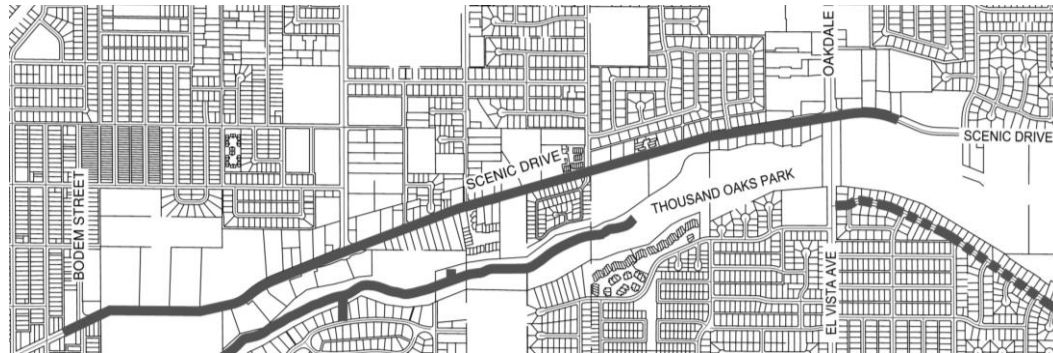 OAKDALE
SCENIC DRIVE
SCENIC DRIVE
THOUSAND OAKS PARK
BODEM STREET
EL VISTA AVE